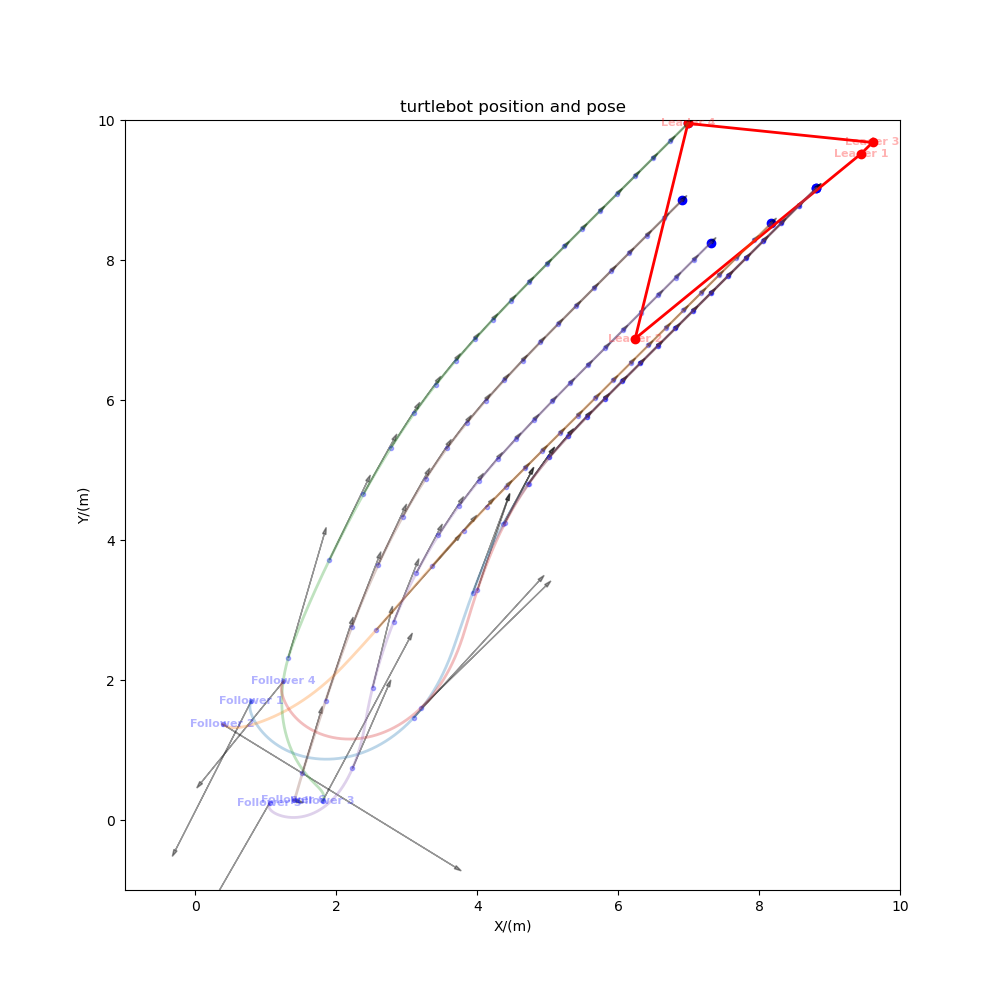 turtlebot position and pose
10
8
6
4
2
0
Y/(m)
Leader 4
Leader 3
Leader 1
Follower 4
Follower 1
Follower 2
Follower 3
0
2
4
6
8
10
X/(m)